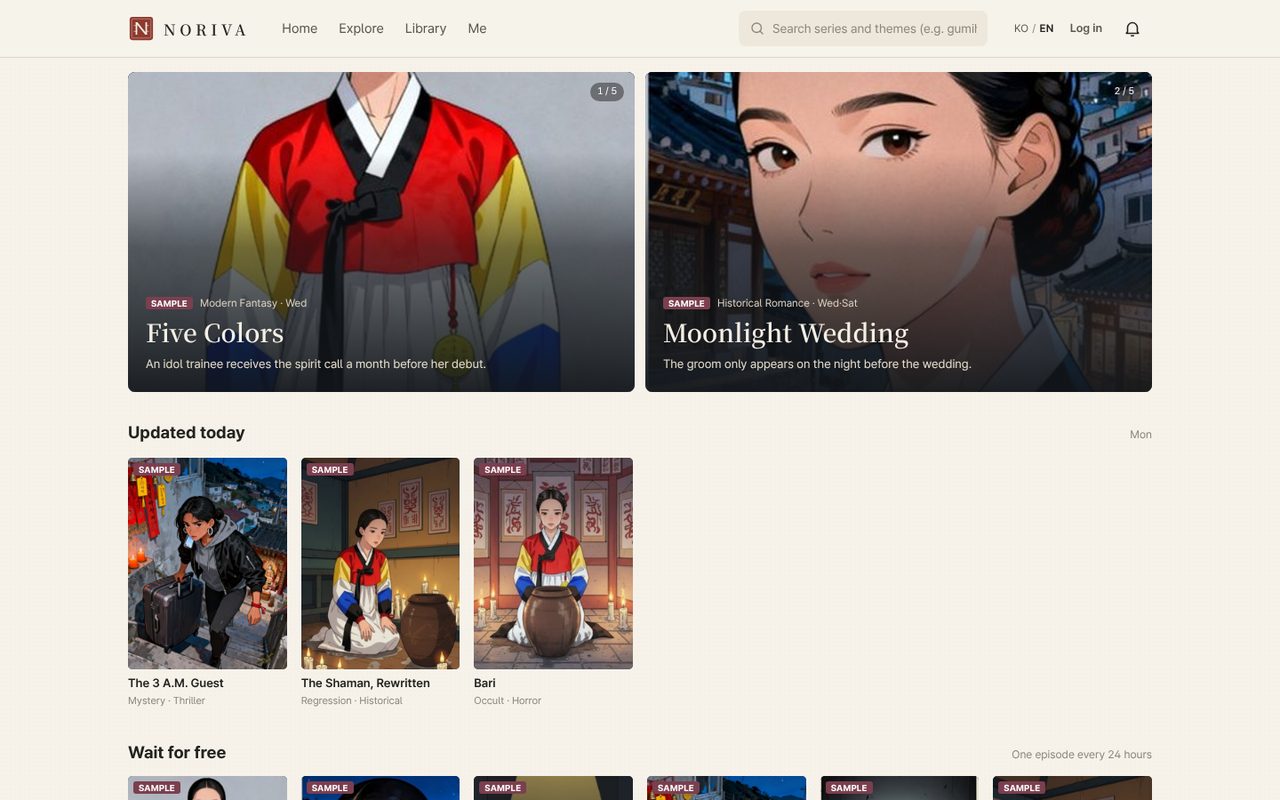 NORIVA
Home Explore Library Me
Search series and themes (e.g. gumil
KO / EN Log in
1 / 5
SAMPLE Modern Fantasy · Wed
Five Colors
An idol trainee receives the spirit call a month before her debut.
2 / 5
SAMPLE Historical Romance · Wed·Sat
Moonlight Wedding
The groom only appears on the night before the wedding.
Updated today
Mon
SAMPLE
The 3 A.M. Guest
Mystery · Thriller
SAMPLE
The Shaman, Rewritten
Regression · Historical
SAMPLE
Bari
Occult · Horror
Wait for free
One episode every 24 hours
SAMPLE
SAMPLE
SAMPLE
SAMPLE
SAMPLE
SAMPLE